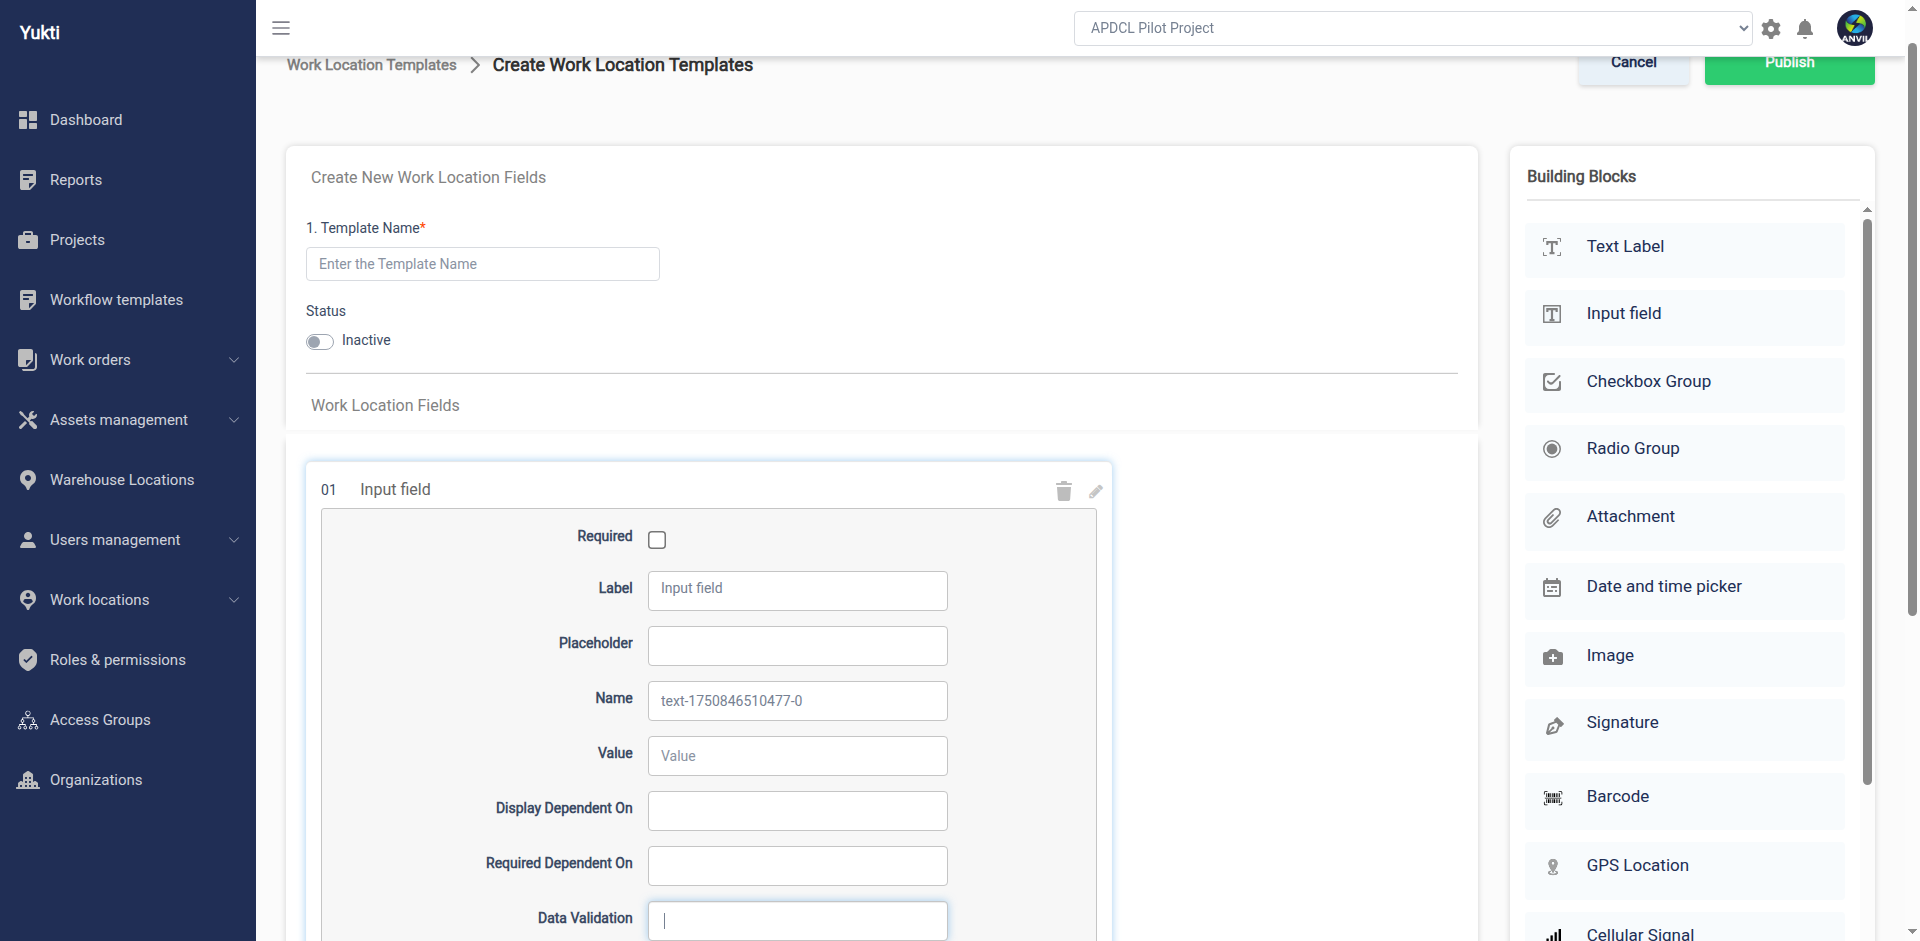 Yukti
APDCL Pilot Project
ANVIL
Work Location Templates
Create Work Location Templates
Cancel
Publish
Dashboard
Reports
Projects
Workflow templates
Work orders
Assets management
Warehouse Locations
Users management
Work locations
Roles & permissions
Access Groups
Organizations
Create New Work Location Fields
1. Template Name*
Enter the Template Name
Status
Inactive
Work Location Fields
01 Input field
Required
Label Input field
Placeholder
Name text-1750846510477-0
Value Value
Display Dependent On
Required Dependent On
Data Validation
Building Blocks
Text Label
Input field
Checkbox Group
Radio Group
Attachment
Date and time picker
Image
Signature
Barcode
GPS Location
Cellular Signal